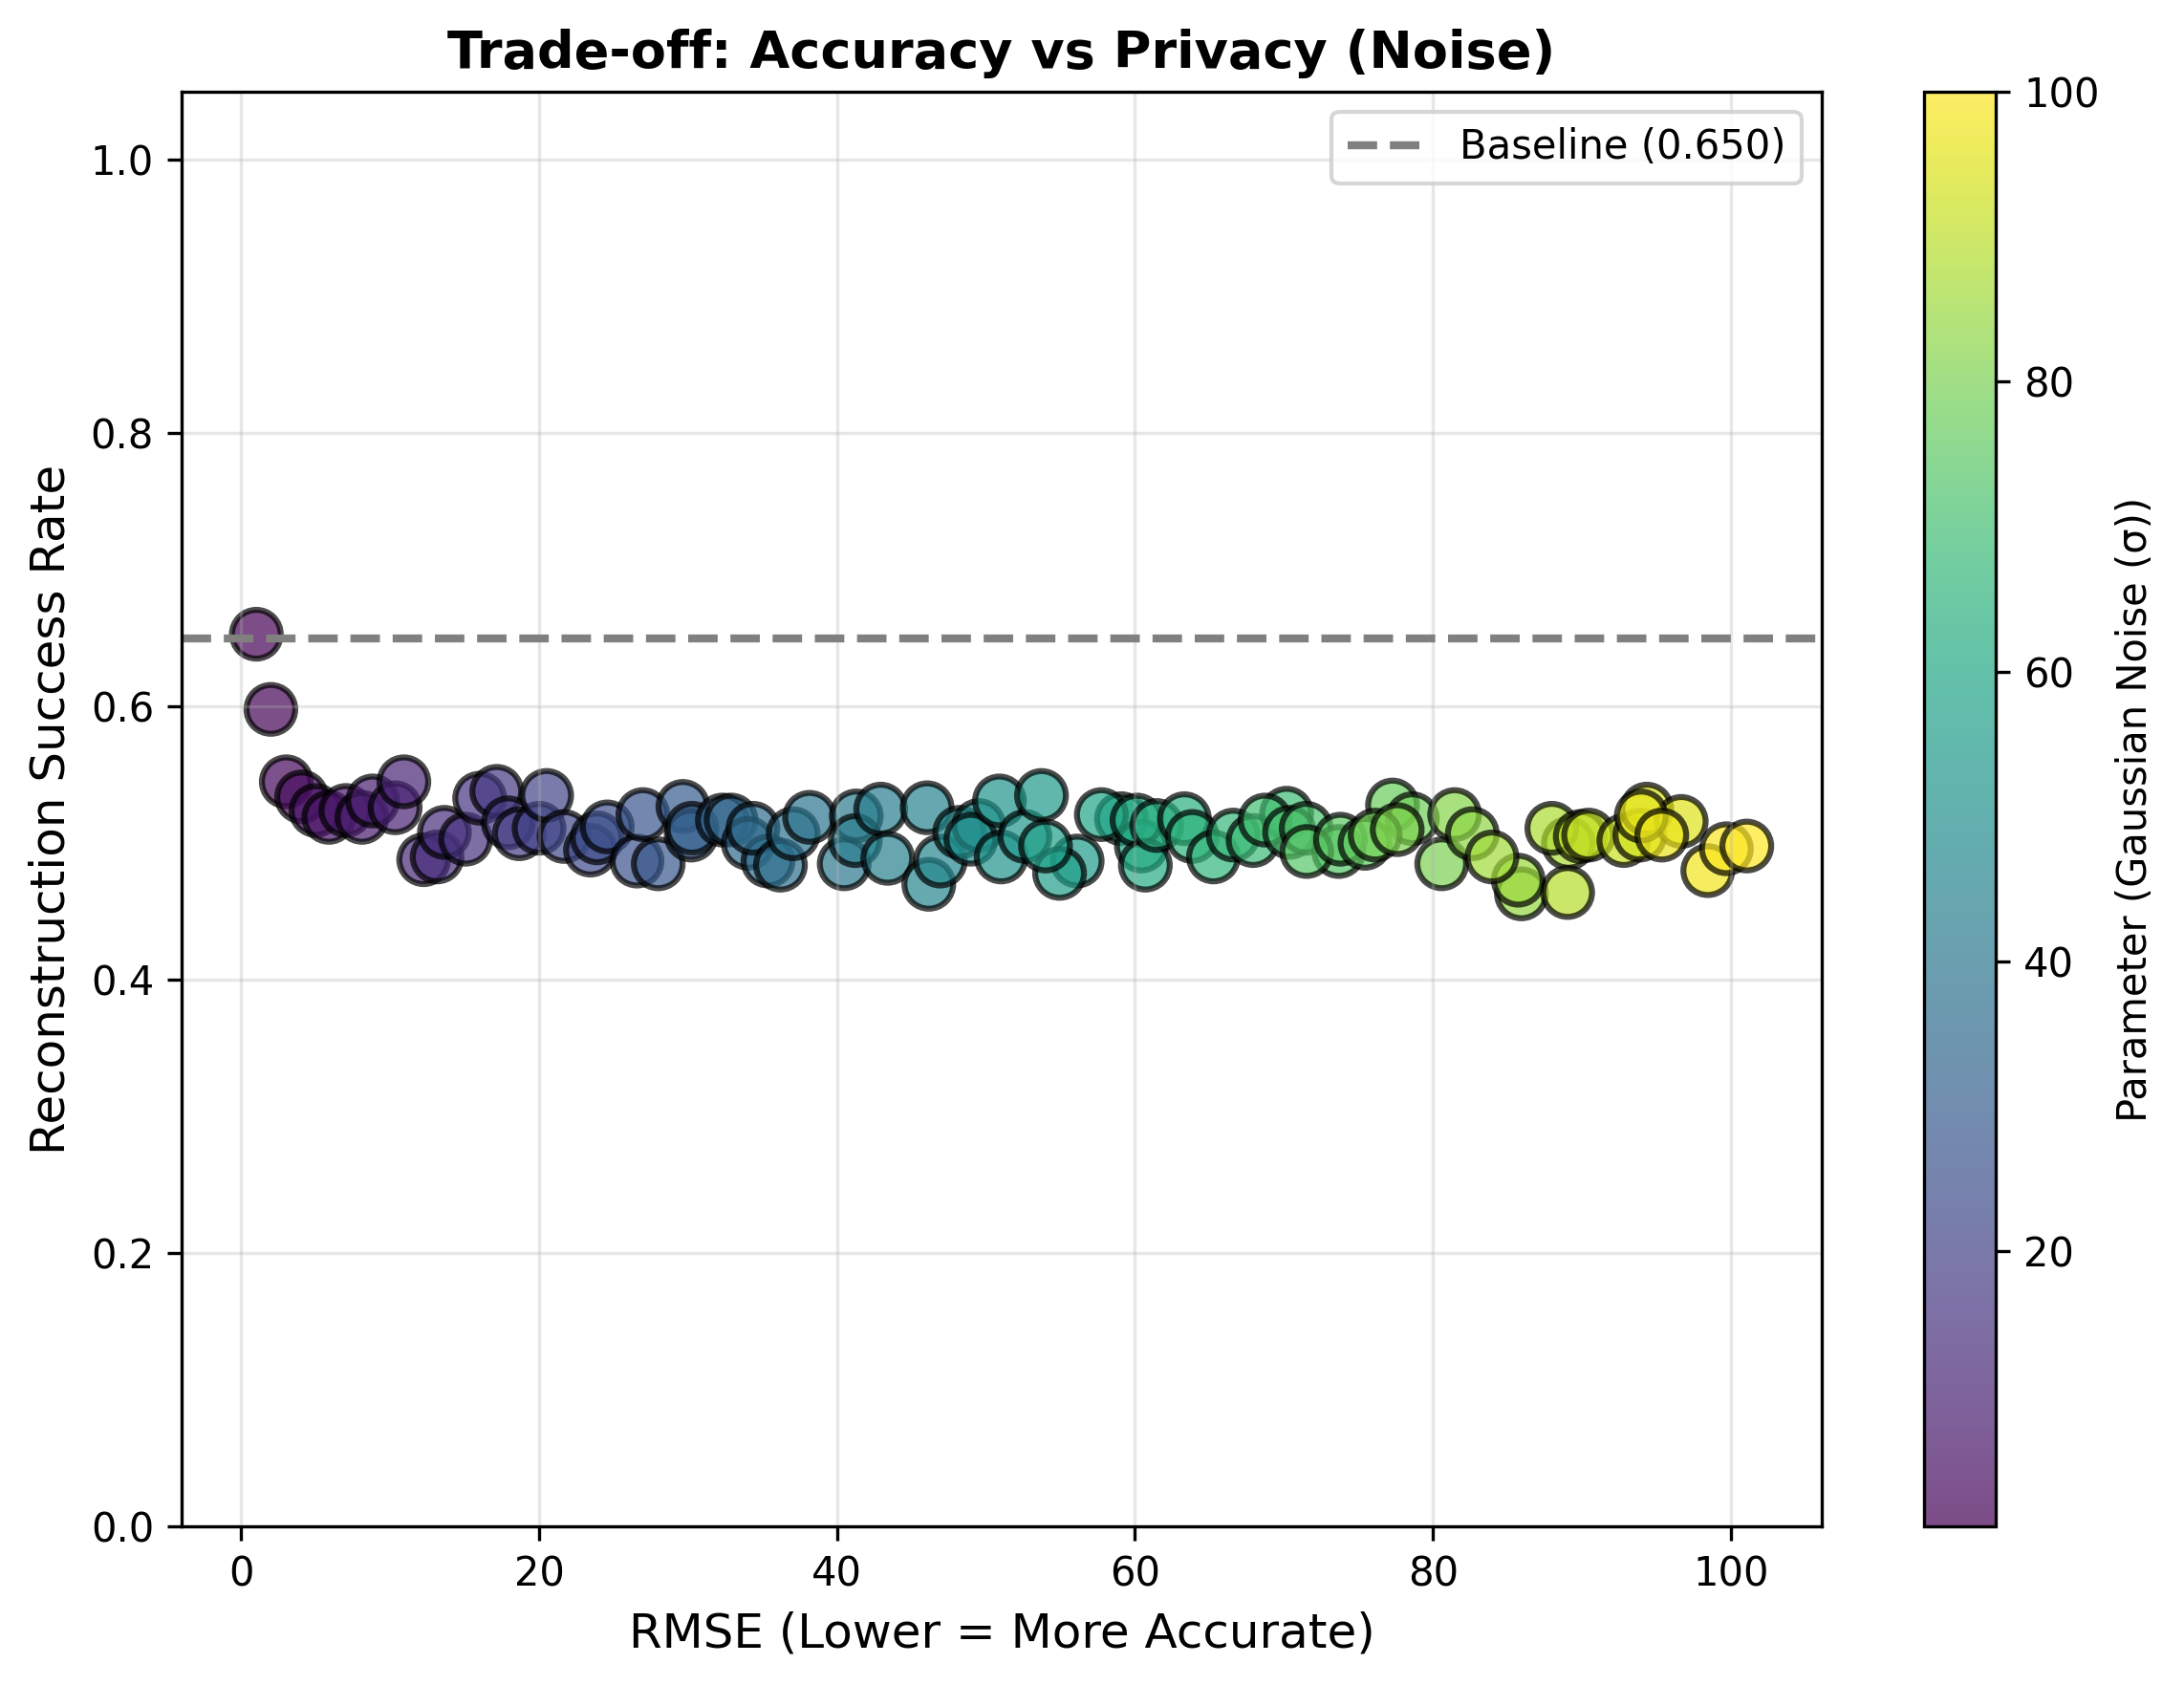 Trade-off: Accuracy vs Privacy (Noise)
Baseline (0.650)
Reconstruction Success Rate
1.0
0.8
0.6
0.4
0.2
0.0
0 20 40 60 80 100
RMSE (Lower = More Accurate)
100
80
60
40
20
Parameter (Gaussian Noise (σ))